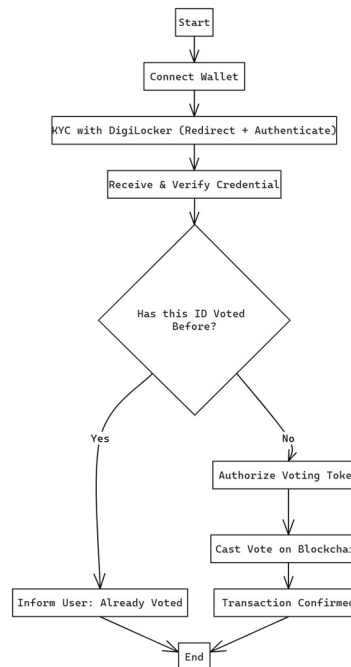 Start
Connect Wallet
KYC with DigiLocker (Redirect + Authenticate)
Receive & Verify Credential
Has this ID Voted
Before?
Yes
No
Authorize Voting Toke
Cast Vote on Blockchai
Inform User: Already Voted
Transaction Confirmed
End